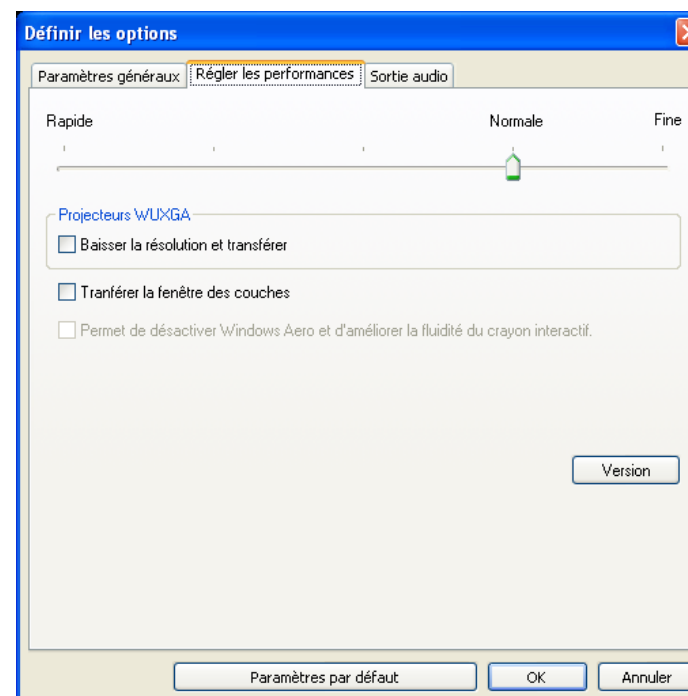 Définir les options
Paramètres généraux Régler les performances Sortie audio
Rapide Normale Fine
Projecteurs WUXGA
Baisser la résolution et transférer
Tranférer la fenêtre des couches
Permet de désactiver Windows Aero et d'améliorer la fluidité du crayon interactif.
Version
Paramètres par défaut OK Annuler